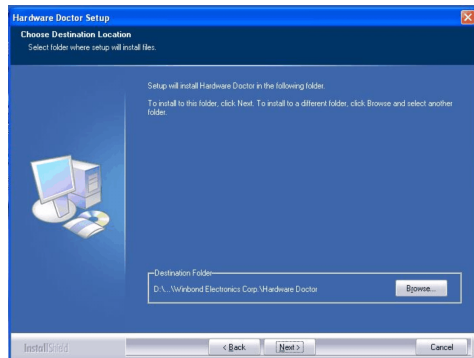 Hardware Doctor Setup
Choose Destination Location
Select folder where setup will install files.
Setup will install Hardware Doctor in the following folder.
To install to this folder, click Next. To install to a different folder, click Browse and select another
folder.
Destination Folder
D:\...\Winbond Electronics Corp.\Hardware Doctor
Browse...
InstallShield
< Back
Next >
Cancel